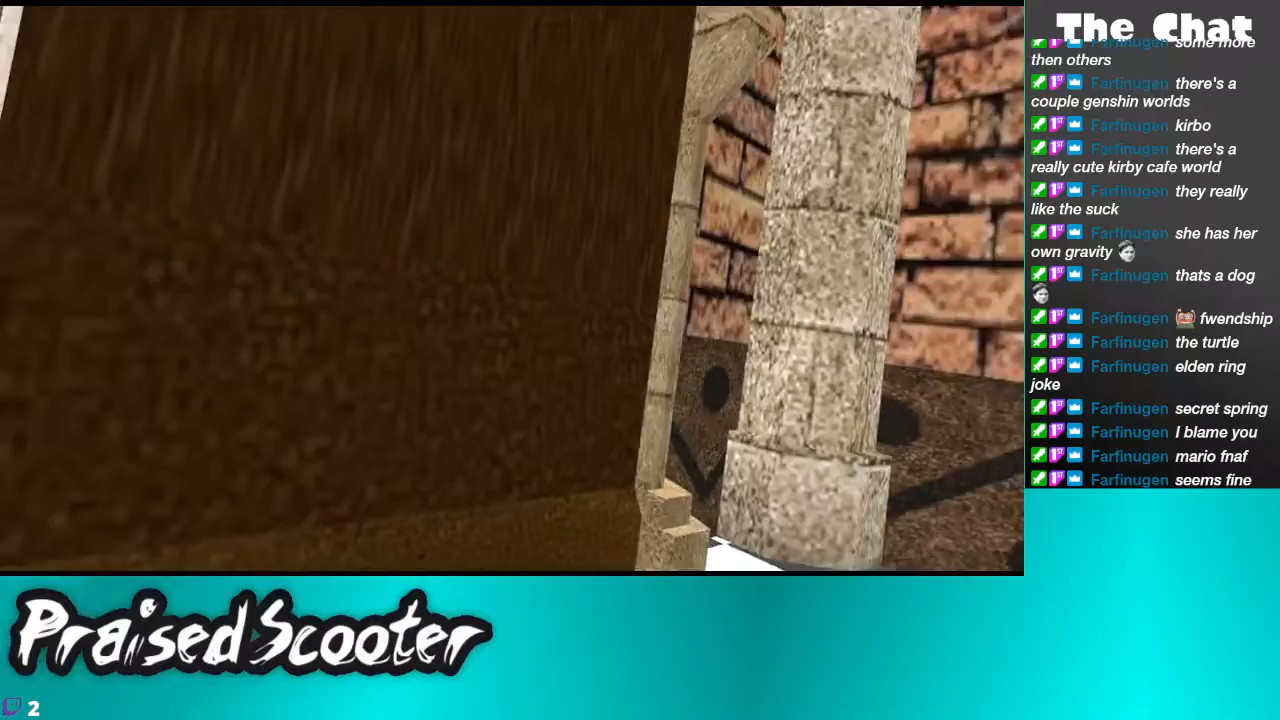 The Chat
Farfinugen some more
then others
Farfinugen there's a
couple genshin worlds
Farfinugen kirbo
Farfinugen there's a
really cute kirby cafe world
Farfinugen they really
like the suck
Farfinugen she has her
own gravity
Farfinugen thats a dog
Farfinugen fwendship
Farfinugen the turtle
Farfinugen elden ring
joke
Farfinugen secret spring
Farfinugen I blame you
Farfinugen mario fnaf
Farfinugen seems fine
PraisedScooter
2